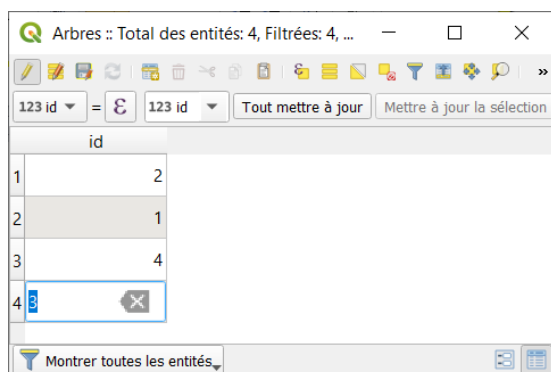 Arbres :: Total des entités: 4, Filtrées: 4, ...
»
123 id = ε 123 id Tout mettre à jour Mettre à jour la sélection
id
1 2
2 1
3 4
4 3
Montrer toutes les entités